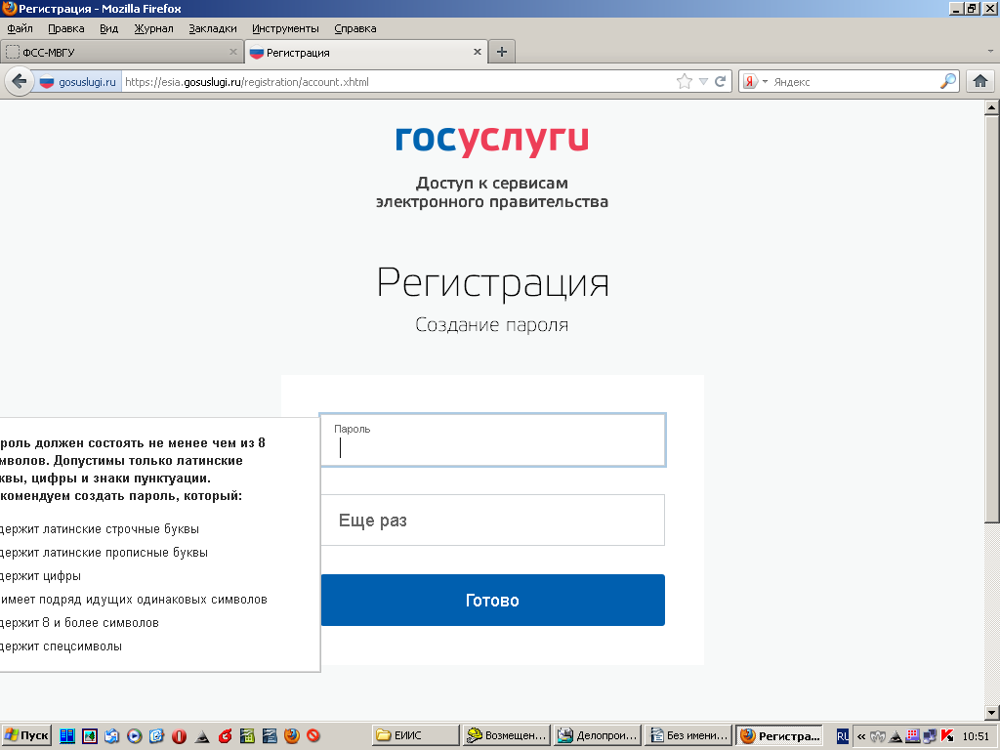 Регистрация - Mozilla Firefox
Файл Правка Вид Журнал Закладки Инструменты Справка
ФСС-МВГУ
Регистрация
gosuslugi.ru https://esia.gosuslugi.ru/registration/account.xhtml
Яндекс
госуслуги
Доступ к сервисам
электронного правительства
Регистрация
Создание пароля
Пароль
роль должен состоять не менее чем из 8
мволов. Допустимы только латинские
квы, цифры и знаки пунктуации.
комендуем создать пароль, который:
держит латинские строчные буквы
держит латинские прописные буквы
держит цифры
имеет подряд идущих одинаковых символов
держит 8 и более символов
держит спецсимволы
Еще раз
Готово
Пуск
ЕИИС
Возмещен...
Делопрои...
Без имени...
Регистра...
RU
10:51